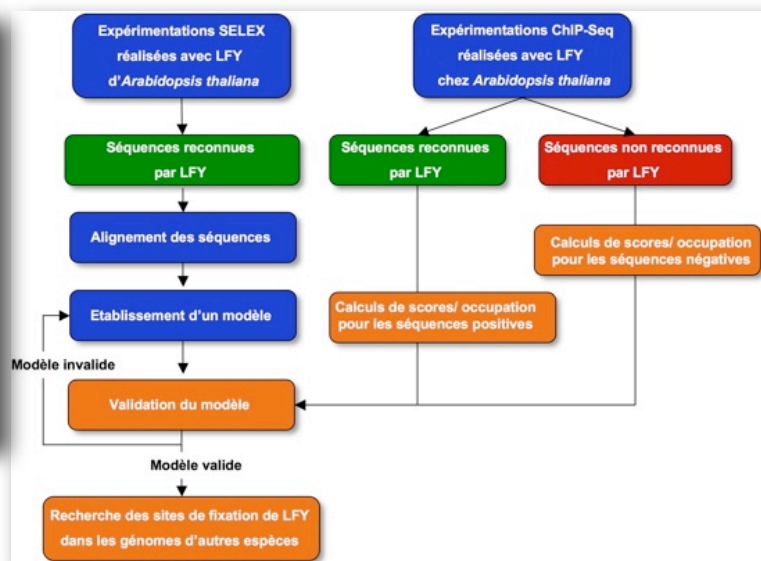 Expérimentations SELEX
réalisées avec LFY
d'Arabidopsis thaliana
Expérimentations ChIP-Seq
réalisées avec LFY
chez Arabidopsis thaliana
Séquences reconnues
par LFY
Séquences reconnues
par LFY
Séquences non reconnues
par LFY
Alignement des séquences
Calculs de scores/ occupation
pour les séquences négatives
Etablissement d'un modèle
Calculs de scores/ occupation
pour les séquences positives
Modèle invalide
Validation du modèle
Modèle valide
Recherche des sites de fixation de LFY
dans les génomes d'autres espèces